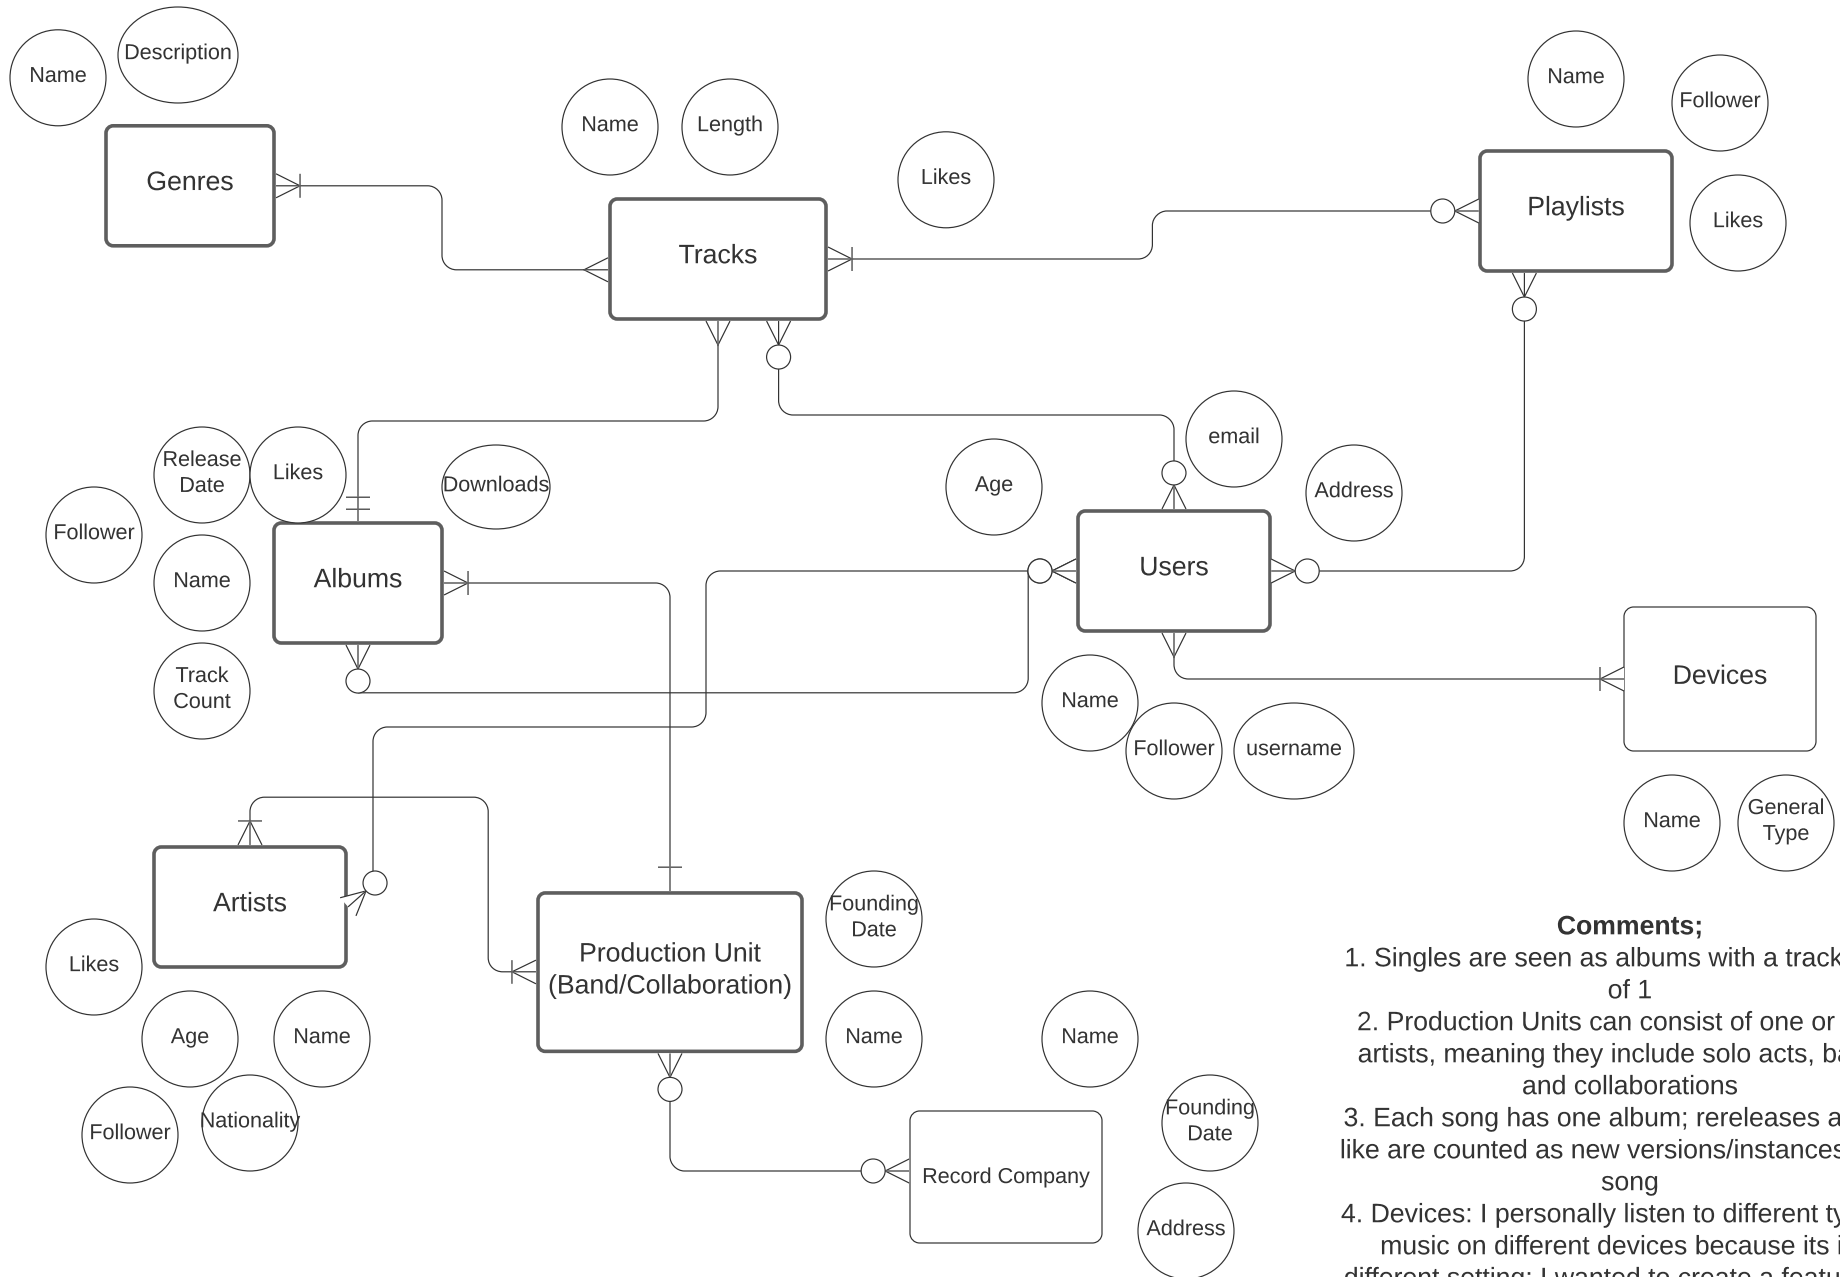 Name
Description
Genres
Name
Length
Likes
Tracks
Name
Follower
Likes
Playlists
Release
Date
Likes
Downloads
Follower
Name
Albums
Track
Count
Age
email
Address
Users
Name
Follower
username
Devices
Name
General
Type
Artists
Likes
Age
Name
Follower
Nationality
Production Unit
(Band/Collaboration)
Founding
Date
Name
Name
Founding
Date
Record Company
Address
Comments;
1. Singles are seen as albums with a track
of 1
2. Production Units can consist of one or
artists, meaning they include solo acts,
and collaborations
3. Each song has one album; rereleases
like are counted as new versions/instances
song
4. Devices: I personally listen to different
music on different devices because its
different setting; I wanted to create a